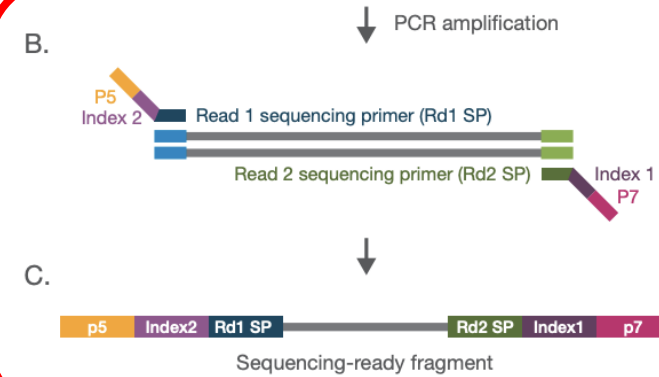 PCR amplification
B.
P5
Index 2
Read 1 sequencing primer (Rd1 SP)
Read 2 sequencing primer (Rd2 SP)
Index 1
P7
C.
p5 Index2 Rd1 SP Rd2 SP Index1 p7
Sequencing-ready fragment